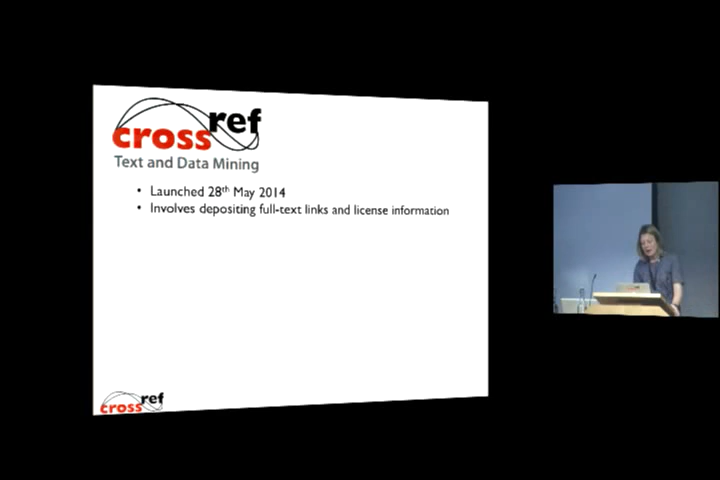 crossref
Text and Data Mining
• Launched 28th May 2014
• Involves depositing full-text links and license information
crossref